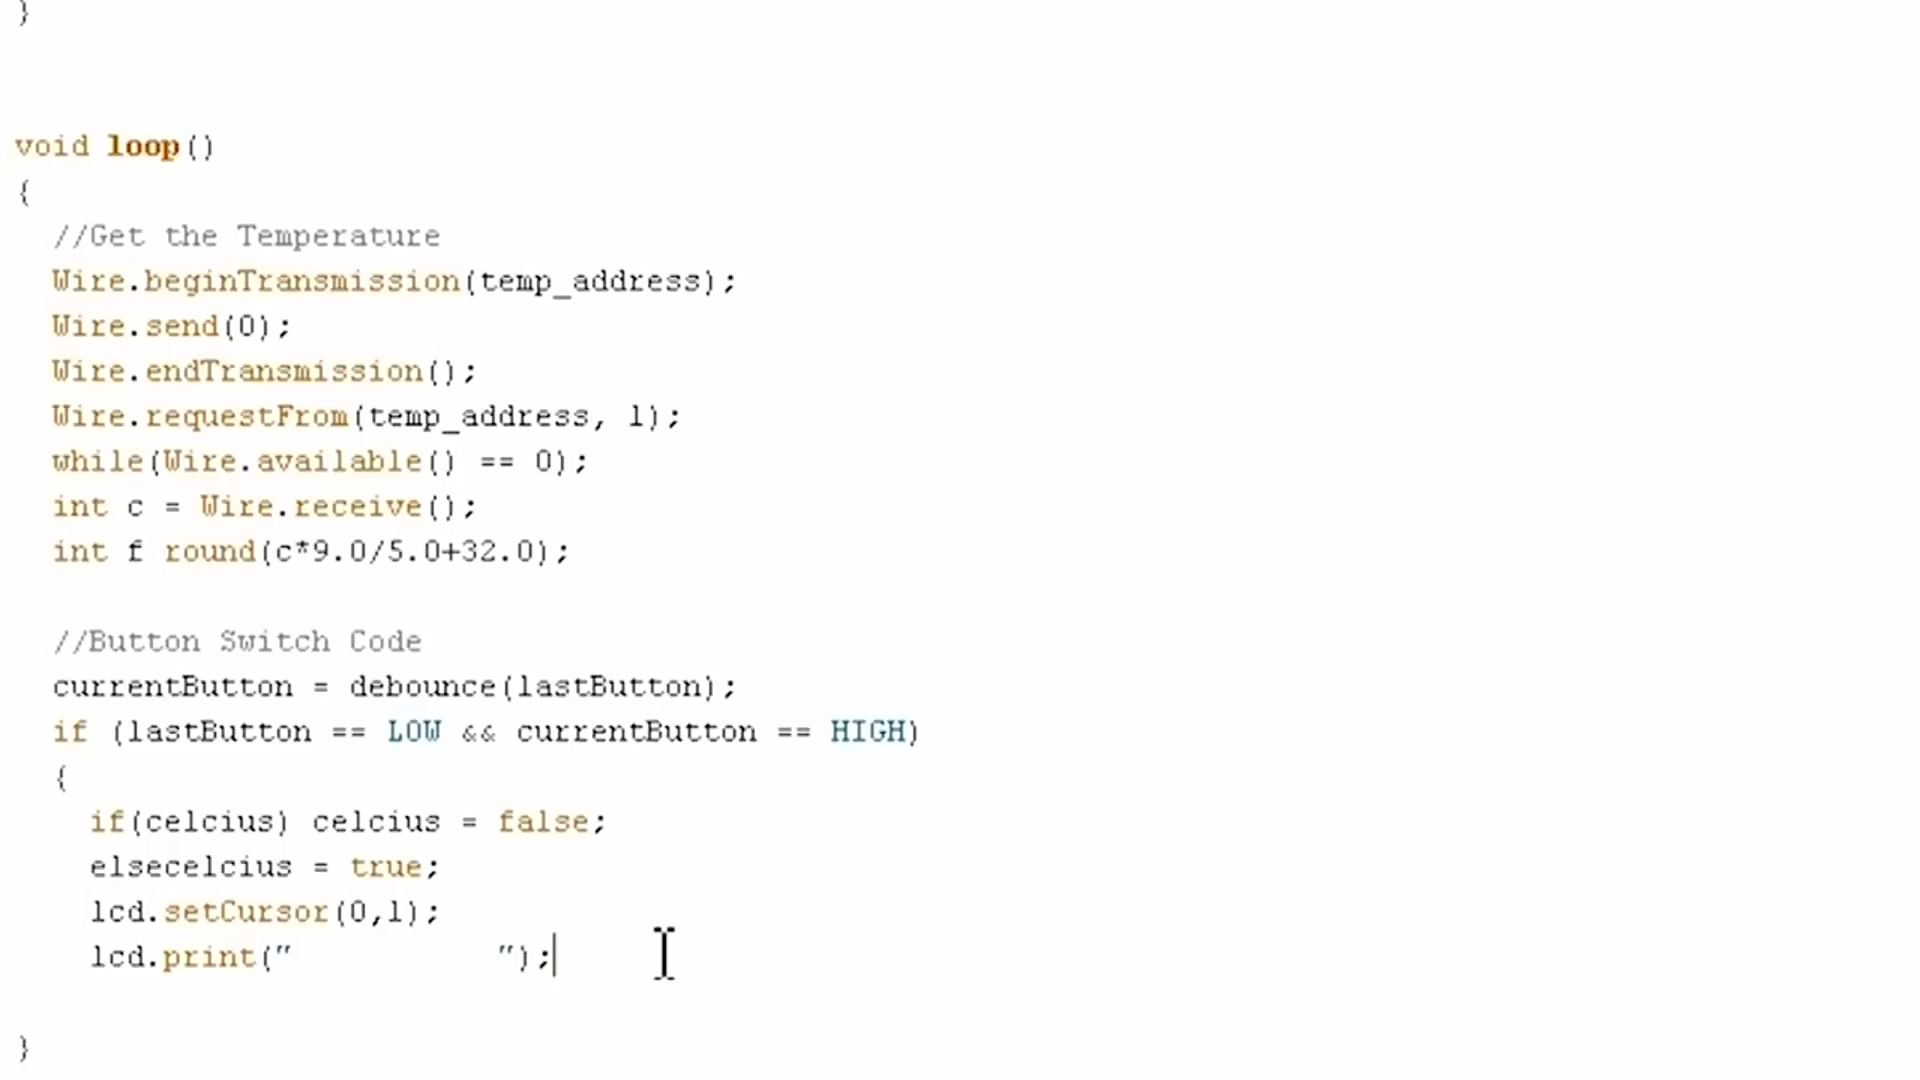 }
void loop()
{
//Get the Temperature
Wire.beginTransmission(temp_address);
Wire.send(0);
Wire.endTransmission();
Wire.requestFrom(temp_address, 1);
while(Wire.available() == 0);
int c = Wire.receive();
int f round(c*9.0/5.0+32.0);
//Button Switch Code
currentButton = debounce(lastButton);
if (lastButton == LOW && currentButton == HIGH)
{
if(celcius) celcius = false;
elsecelcius = true;
lcd.setCursor(0,1);
lcd.print("           ");
}